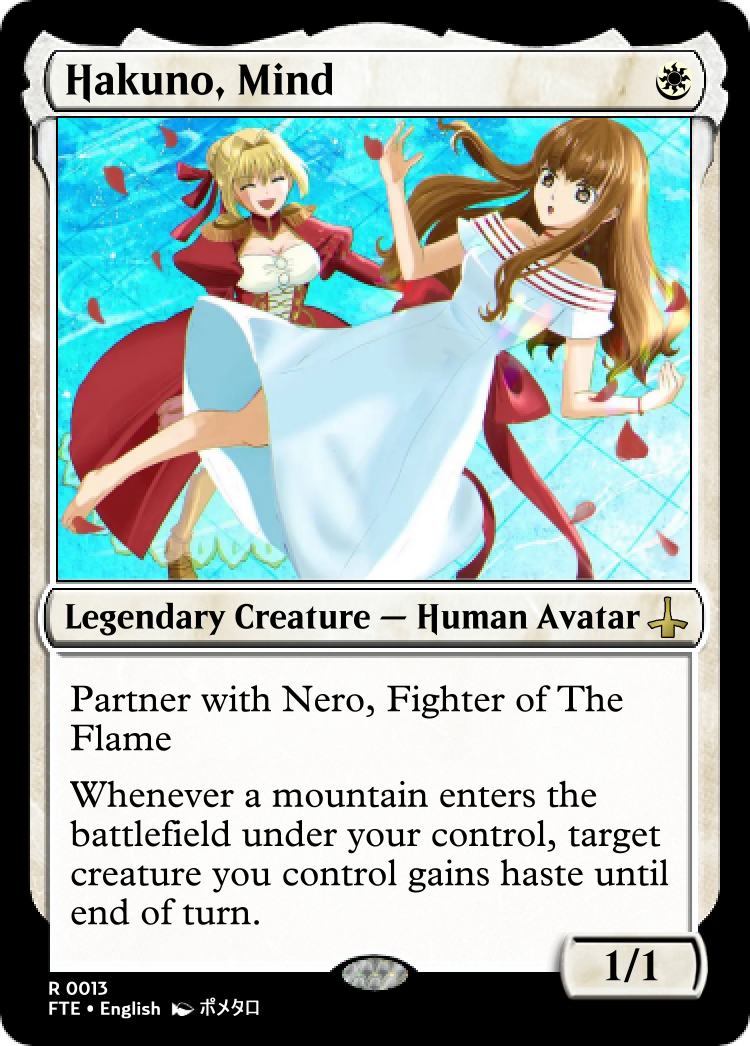 Hakuno, Mind
Legendary Creature — Human Avatar
Partner with Nero, Fighter of The
Flame
Whenever a mountain enters the
battlefield under your control, target
creature you control gains haste until
end of turn.
1/1
R 0013
FTE • English ポメタロ